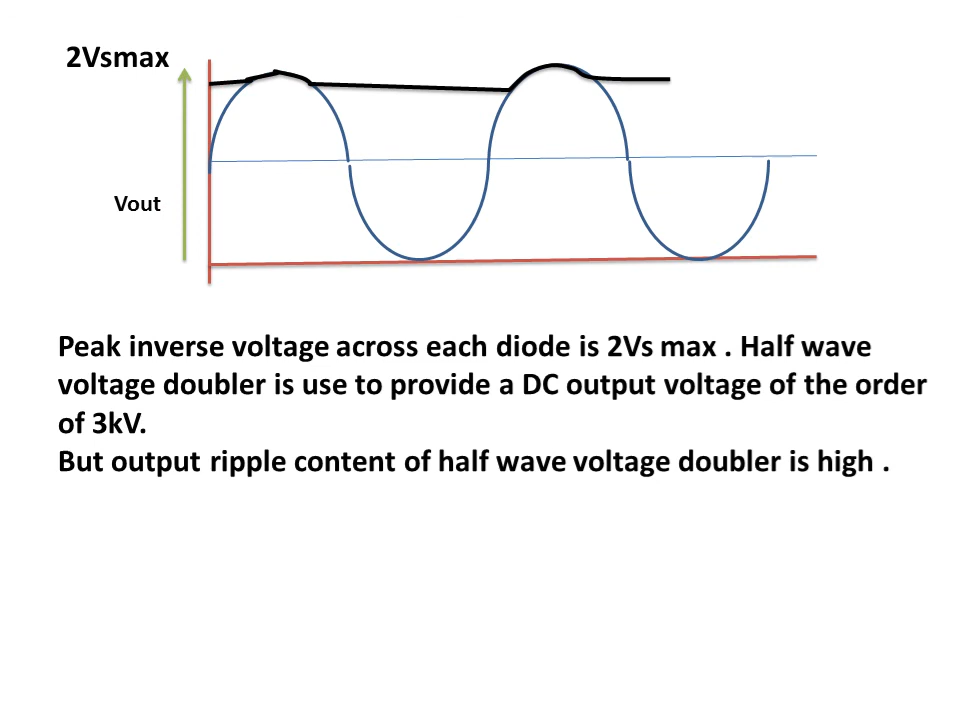 2Vsmax
Vout
Peak inverse voltage across each diode is 2Vs max . Half wave
voltage doubler is use to provide a DC output voltage of the order
of 3kV.
But output ripple content of half wave voltage doubler is high .